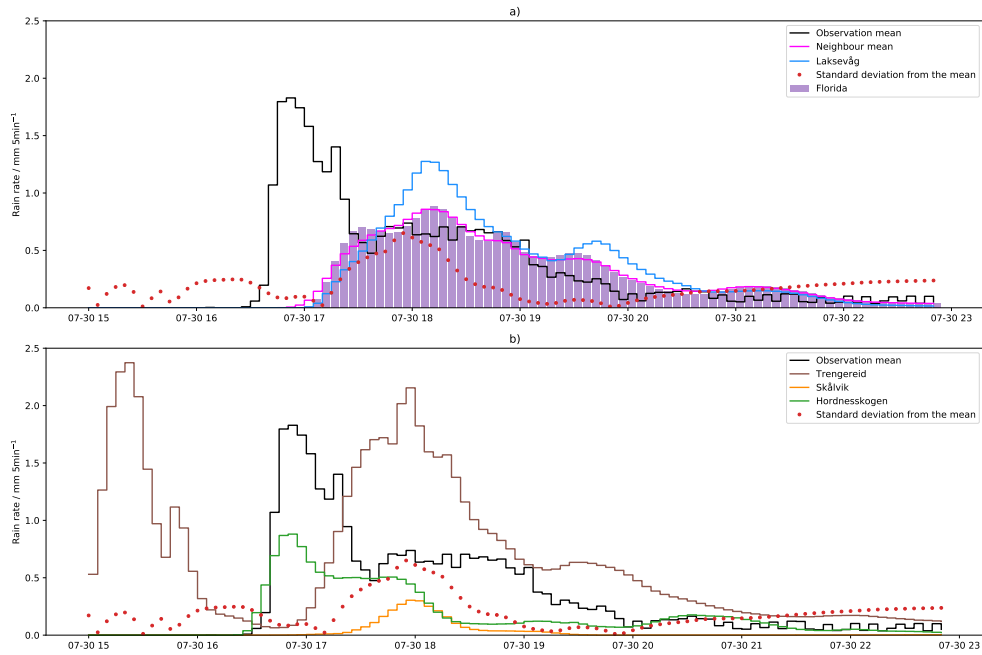 a)
2.5
2.0
1.5
1.0
0.5
0.0
Rain rate / mm 5min⁻¹
Observation mean
Neighbour mean
Laksevåg
Standard deviation from the mean
Florida
07-30 15
07-30 16
07-30 17
07-30 18
07-30 19
07-30 20
07-30 21
07-30 22
07-30 23
b)
2.5
2.0
1.5
1.0
0.5
0.0
Rain rate / mm 5min⁻¹
Observation mean
Trengereid
Skålvik
Hordnesskogen
Standard deviation from the mean
07-30 15
07-30 16
07-30 17
07-30 18
07-30 19
07-30 20
07-30 21
07-30 22
07-30 23